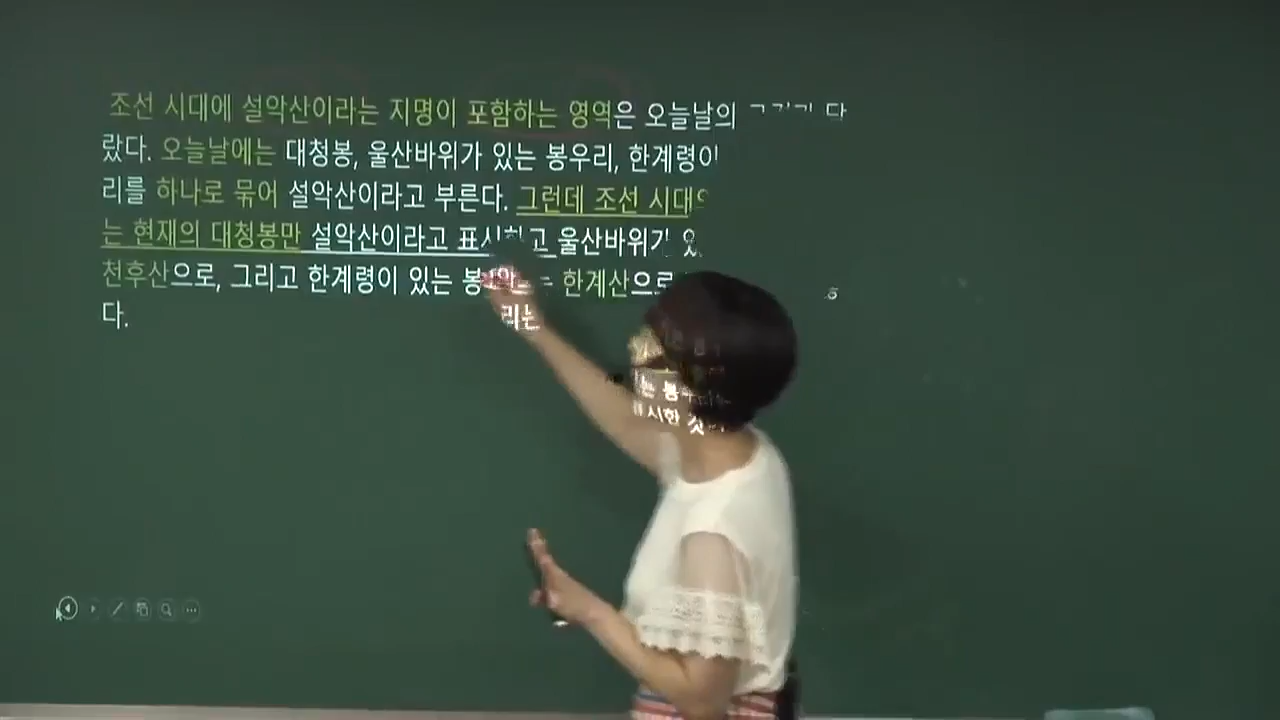 조선 시대에 설악산이라는 지명이 포함하는 영역은 오늘날의
랐다. 오늘날에는 대청봉, 울산바위가 있는 봉우리, 한계령이
리를 하나로 묶어 설악산이라고 부른다. 그런데 조선 시대
는 현재의 대청봉만 설악산이라고 표시하고 울산바위가
천후산으로, 그리고 한계령이 있는 한계산으로
다.